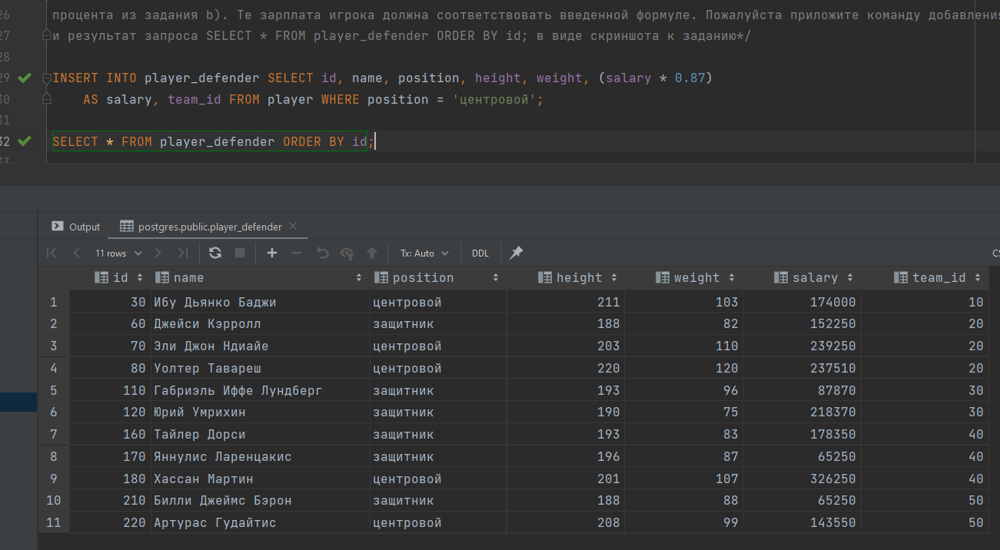 26 процента из задания b). Те зарплата игрока должна соответствовать введенной формуле. Пожалуйста приложите команду добавления
27 и результат запроса SELECT * FROM player_defender ORDER BY id; в виде скриншота к заданию*/
28
29 INSERT INTO player_defender SELECT id, name, position, height, weight, (salary * 0.87)
30 AS salary, team_id FROM player WHERE position = 'центровой';
31
32 SELECT * FROM player_defender ORDER BY id;
33
Output postgres.public.player_defender
11 rows Tx: Auto DDL CS
id name position height weight salary team_id
1 30 Ибу Дьянко Баджи центровой 211 103 174000 10
2 60 Джейси Кэрролл защитник 188 82 152250 20
3 70 Эли Джон Ндиайе центровой 203 110 239250 20
4 80 Уолтер Тавареш центровой 220 120 237510 20
5 110 Габриэль Иффе Лундберг защитник 193 96 87870 30
6 120 Юрий Умрихин защитник 190 75 218370 30
7 160 Тайлер Дорси защитник 193 83 178350 40
8 170 Яннулис Ларенцакис защитник 196 87 65250 40
9 180 Хассан Мартин центровой 201 107 326250 40
10 210 Билли Джеймс Бэрон защитник 188 88 65250 50
11 220 Артурас Гудайтис центровой 208 99 143550 50